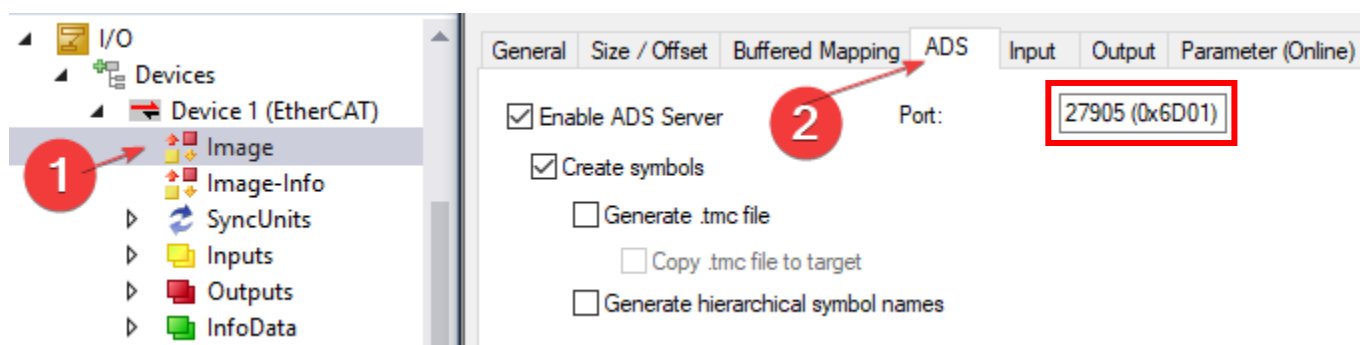 I/O
Devices
Device 1 (EtherCAT)
Image
Image-Info
SyncUnits
Inputs
Outputs
InfoData
1
General Size / Offset Buffered Mapping ADS Input Output Parameter (Online)
Enable ADS Server
2
Port: 27905 (0x6D01)
Create symbols
Generate .tmc file
Copy .tmc file to target
Generate hierarchical symbol names